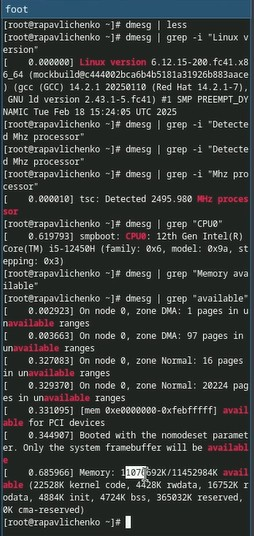 foot
[root@rapavlichenko ~]# dmesg | less
[root@rapavlichenko ~]# dmesg | grep -i "Linux v
ersion"
[    0.000000] Linux version 6.12.15-200.fc41.x8
6_64 (mockbuild@c444002bca6b4b5181a31926b883aace
) (gcc (GCC) 14.2.1 20250110 (Red Hat 14.2.1-7),
 GNU ld version 2.43.1-5.fc41) #1 SMP PREEMPT_DY
NAMIC Tue Feb 18 15:24:05 UTC 2025
[root@rapavlichenko ~]# dmesg | grep -i "Detecte
d Mhz processor"
[root@rapavlichenko ~]# dmesg | grep -i "Detecte
d Mhz processor"
[root@rapavlichenko ~]# dmesg | grep -i "Mhz pro
cessor"
[    0.000010] tsc: Detected 2495.980 MHz proces
sor
[root@rapavlichenko ~]# dmesg | grep "CPU0"
[    0.619793] smpboot: CPU0: 12th Gen Intel(R)
Core(TM) i5-12450H (family: 0x6, model: 0x9a, st
epping: 0x3)
[root@rapavlichenko ~]# dmesg | grep "Memory ava
ilable"
[root@rapavlichenko ~]# dmesg | grep "available"
[    0.002923] On node 0, zone DMA: 1 pages in u
navailable ranges
[    0.003663] On node 0, zone DMA: 97 pages in
unavailable ranges
[    0.327083] On node 0, zone Normal: 16 pages
in unavailable ranges
[    0.329370] On node 0, zone Normal: 20224 pag
es in unavailable ranges
[    0.331095] [mem 0xe0000000-0xfebfffff] avail
able for PCI devices
[    0.344907] Booted with the nomodeset paramet
er. Only the system framebuffer will be availabl
e
[    0.685966] Memory: /11452984K avail
able (22528K kernel code, 4428K rwdata, 16752K r
odata, 4884K init, 4724K bss, 365032K reserved,
0K cma-reserved)
[root@rapavlichenko ~]#